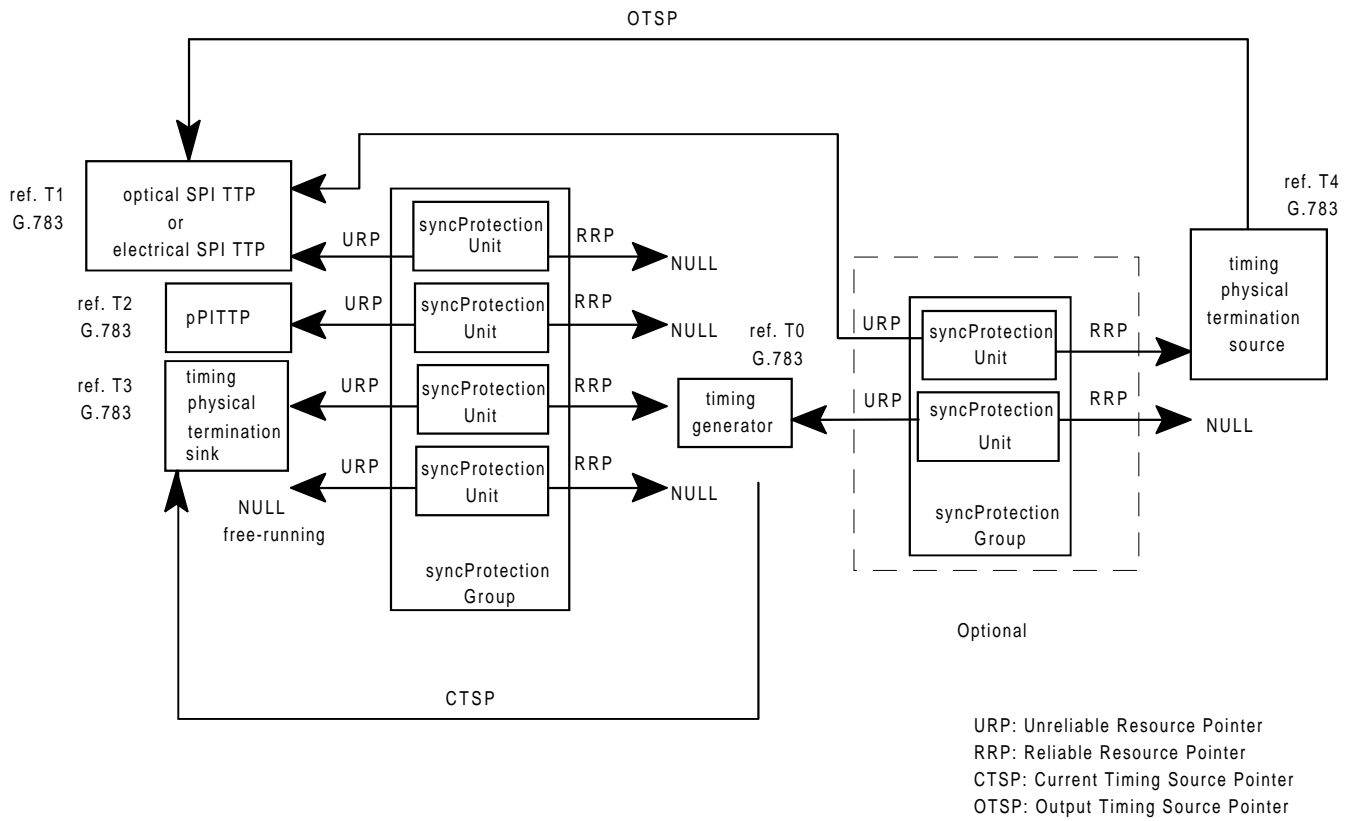 OTSP
ref. T1
G.783
optical SPI TTP
or
electrical SPI TTP
URP
syncProtection
Unit
RRP
NULL
ref. T2
G.783
pPITTP
URP
syncProtection
Unit
RRP
NULL
ref. T3
G.783
timing
physical
termination
sink
URP
syncProtection
Unit
RRP
ref. T0
G.783
timing
generator
URP
syncProtection
Unit
RRP
NULL
NULL
free-running
syncProtection
Group
CTSP
URP
syncProtection
Unit
RRP
ref. T4
G.783
timing
physical
termination
source
URP
syncProtection
Unit
RRP
NULL
syncProtection
Group
Optional
URP: Unreliable Resource Pointer
RRP: Reliable Resource Pointer
CTSP: Current Timing Source Pointer
OTSP: Output Timing Source Pointer